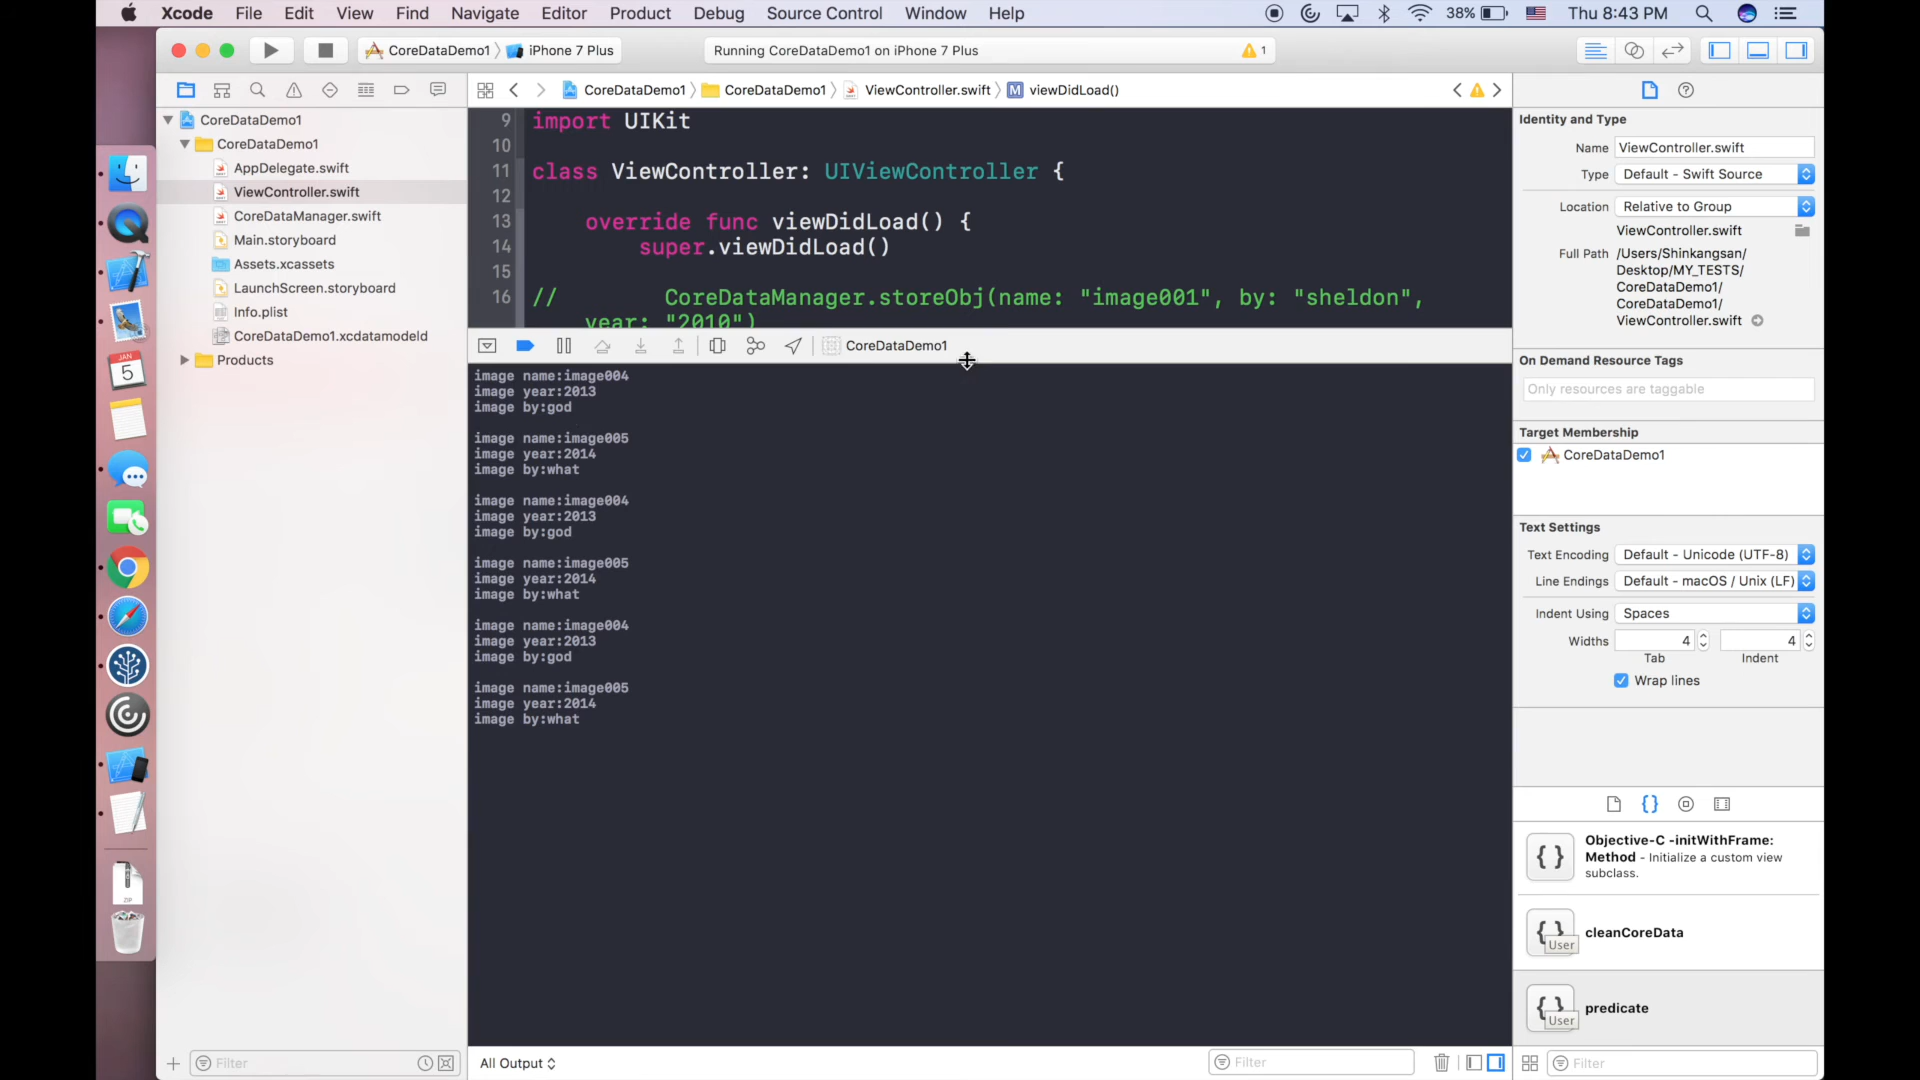 Xcode File Edit View Find Navigate Editor Product Debug Source Control Window Help 38% Thu 8:43 PM
CoreDataDemo1 iPhone 7 Plus Running CoreDataDemo1 on iPhone 7 Plus 1
CoreDataDemo1 CoreDataDemo1 ViewController.swift M viewDidLoad()
CoreDataDemo1
CoreDataDemo1
AppDelegate.swift
ViewController.swift
CoreDataManager.swift
Main.storyboard
Assets.xcassets
LaunchScreen.storyboard
Info.plist
CoreDataDemo1.xcdatamodeld
Products
Filter
JAN
5
ZIP
9 import UIKit
10
11 class ViewController: UIViewController {
12
13 override func viewDidLoad() {
14 super.viewDidLoad()
15
16 // CoreDataManager.storeObj(name: "image001", by: "sheldon",
year: "2010")
CoreDataDemo1
image name:image004
image year:2013
image by:god
image name:image005
image year:2014
image by:what
image name:image004
image year:2013
image by:god
image name:image005
image year:2014
image by:what
image name:image004
image year:2013
image by:god
image name:image005
image year:2014
image by:what
All Output
Filter
Identity and Type
Name ViewController.swift
Type Default - Swift Source
Location Relative to Group
ViewController.swift
Full Path /Users/Shinkangsan/
Desktop/MY_TESTS/
CoreDataDemo1/
CoreDataDemo1/
ViewController.swift
On Demand Resource Tags
Only resources are taggable
Target Membership
CoreDataDemo1
Text Settings
Text Encoding Default - Unicode (UTF-8)
Line Endings Default - macOS / Unix (LF)
Indent Using Spaces
Widths 4 4
Tab Indent
Wrap lines
{ }
{ } Objective-C -initWithFrame:
Method - Initialize a custom view
subclass.
{ } User cleanCoreData
{ } User predicate
Filter